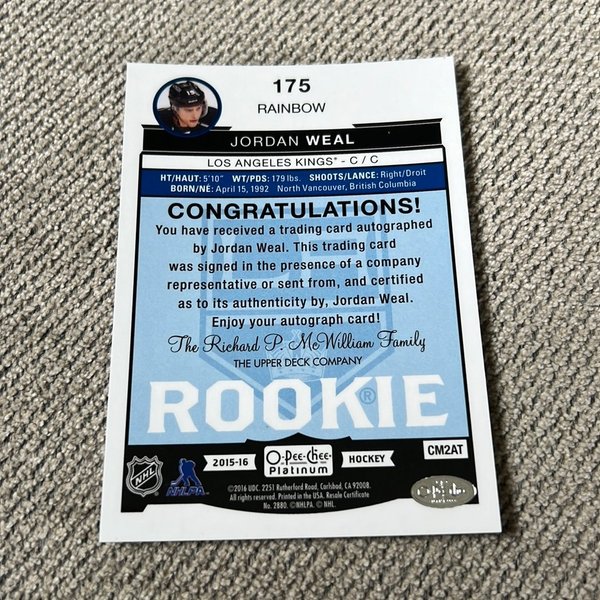 175
RAINBOW
JORDAN WEAL
LOS ANGELES KINGS® - C / C
HT/HAUT: 5'10" WT/PDS: 179 lbs. SHOOTS/LANCE: Right/Droit
BORN/NÉ: April 15, 1992 North Vancouver, British Columbia
CONGRATULATIONS!
You have received a trading card autographed
by Jordan Weal. This trading card
was signed in the presence of a company
representative or sent from, and certified
as to its authenticity by, Jordan Weal.
Enjoy your autograph card!
The Richard P. McWilliam Family
THE UPPER DECK COMPANY
ROOKIE®
2015-16 O-Pee-Chee Platinum HOCKEY CM2AT
NHL NHLPA
©2016 UDC. 2251 Rutherford Road, Carlsbad, CA 92008.
All rights reserved. Printed in the USA. Resale Certificate
No. 2880. ©NHLPA. © NHL.